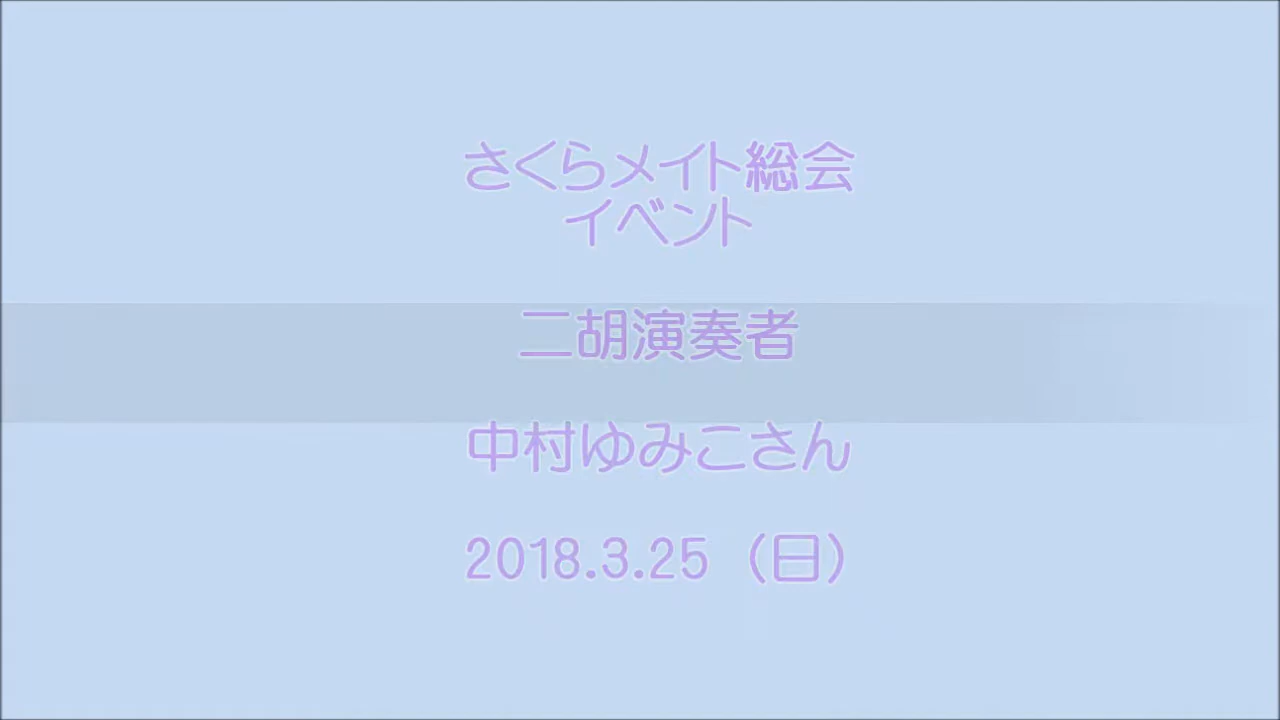 さくらメイト総会
イベント
二胡演奏者
中村ゆみこさん
2018.3.25（日）